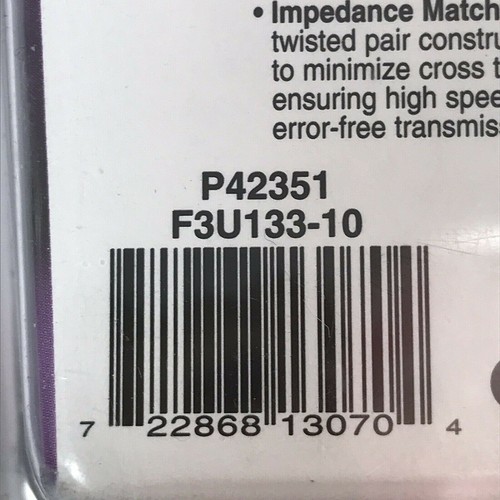 • Impedance Match
twisted pair constru
to minimize cross t
ensuring high spee
error-free transmis
P42351
F3U133-10
7 22868 13070 4